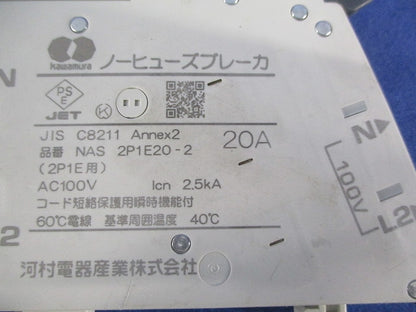 N
kawamura
ノーヒューズブレーカ
PS
E
JET
JIS C8211 Annex2
20A
品番 NAS 2P1E20-2
(2P1E用)
AC100V Icn 2.5kA
コード短絡保護用瞬時機能付
60℃電線 基準周囲温度 40℃
河村電器産業株式会社
N
100V
L2
2